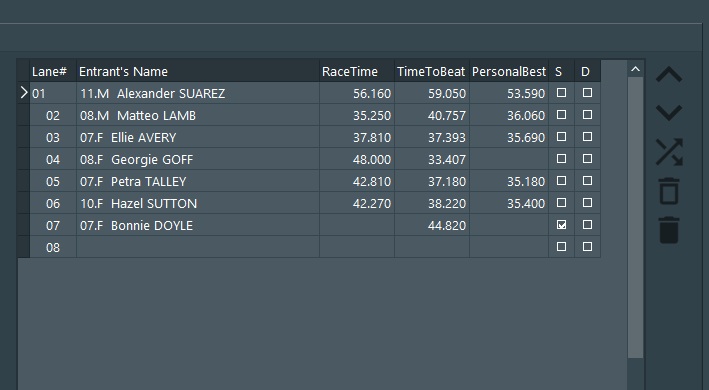 Lane# Entrant's Name RaceTime TimeToBeat PersonalBest S D
01 11.M Alexander SUAREZ 56.160 59.050 53.590
02 08.M Matteo LAMB 35.250 40.757 36.060
03 07.F Ellie AVERY 37.810 37.393 35.690
04 08.F Georgie GOFF 48.000 33.407
05 07.F Petra TALLEY 42.810 37.180 35.180
06 10.F Hazel SUTTON 42.270 38.220 35.400
07 07.F Bonnie DOYLE 44.820
08